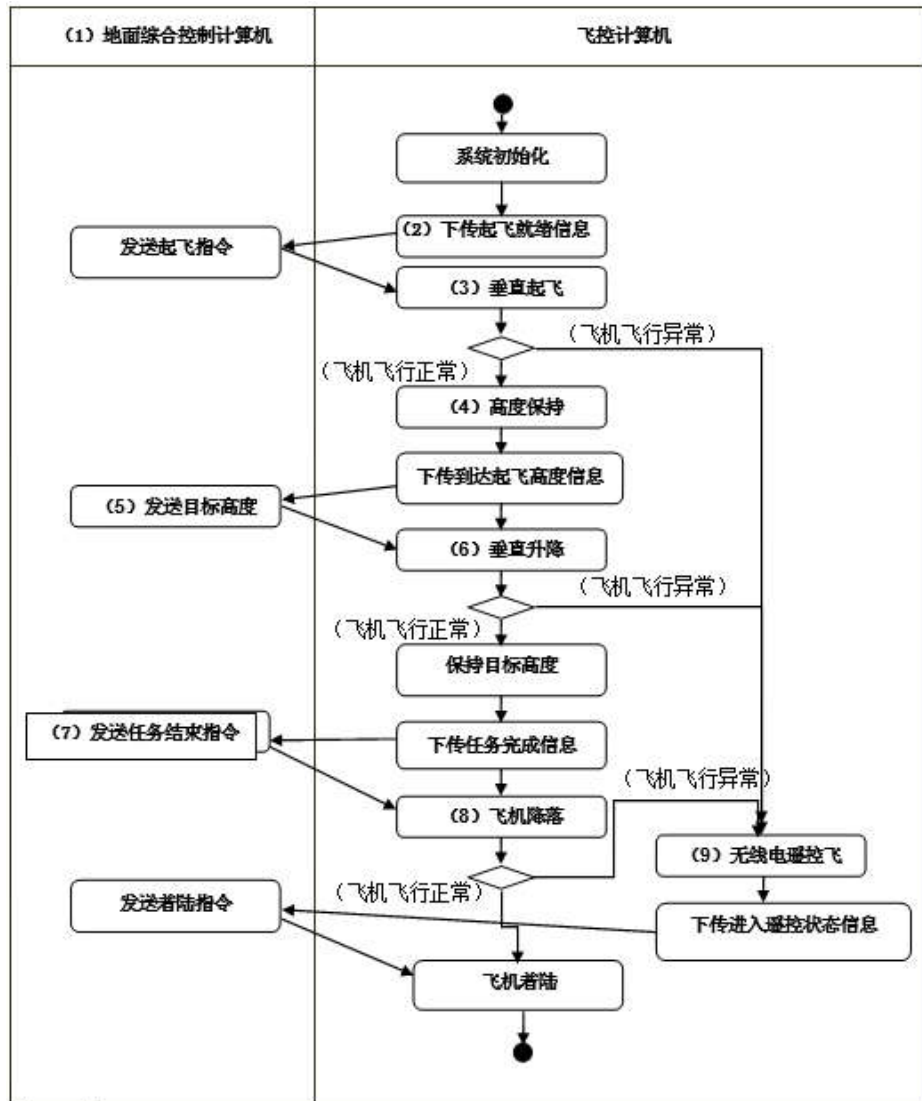 (1) 地面综合控制计算机
飞控计算机
系统初始化
(2) 下传起飞就绪信息
发送起飞指令
(3) 垂直起飞
(飞机飞行异常)
(飞机飞行正常)
(4) 高度保持
下传到达起飞高度信息
(5) 发送目标高度
(6) 垂直升降
(飞机飞行异常)
(飞机飞行正常)
保持目标高度
(7) 发送任务结束指令
下传任务完成信息
(飞机飞行异常)
(8) 飞机降落
(9) 无线电遥控飞
(飞机飞行正常)
发送着陆指令
下传进入遥控状态信息
飞机着陆